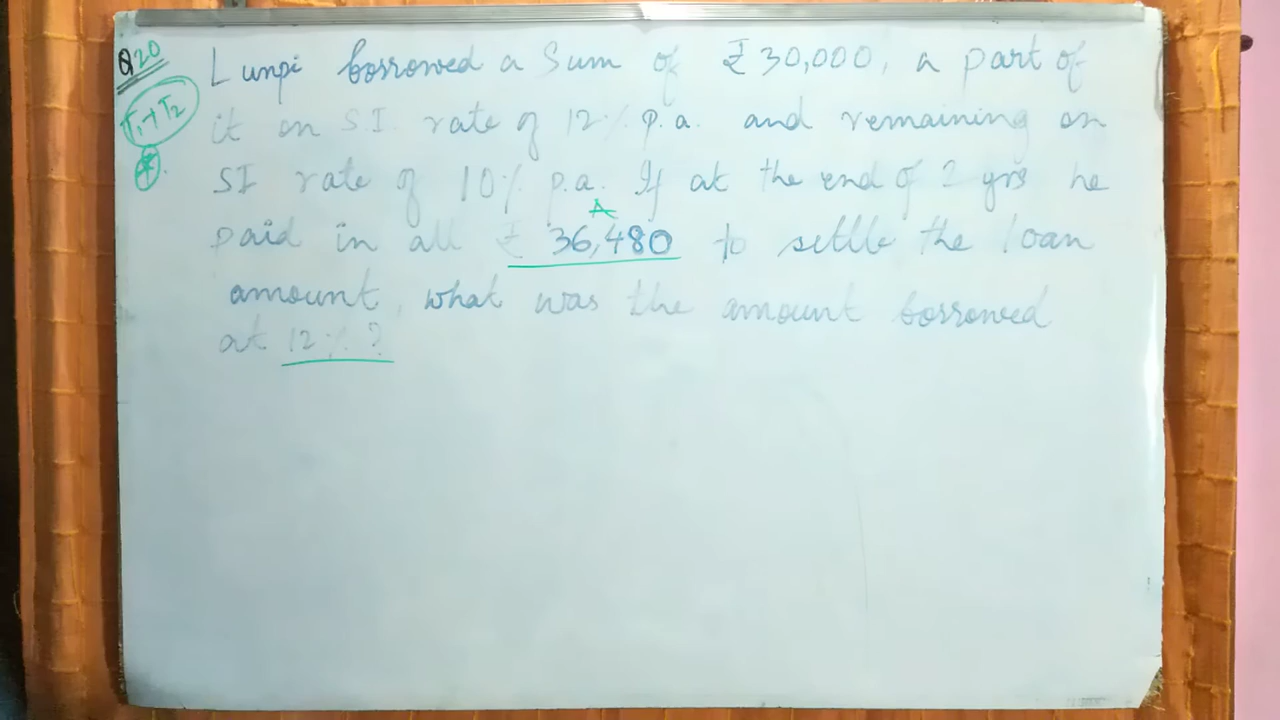 Q20
T₁+T₂
Lunpi borrowed a Sum of ₹ 30,000, a part of
it on S.I. rate of 12% p.a. and remaining on
SI rate of 10% p.a. If at the end of 2 yrs he
A
paid in all ₹ 36,480 to settle the loan
amount, what was the amount borrowed
at 12% ?